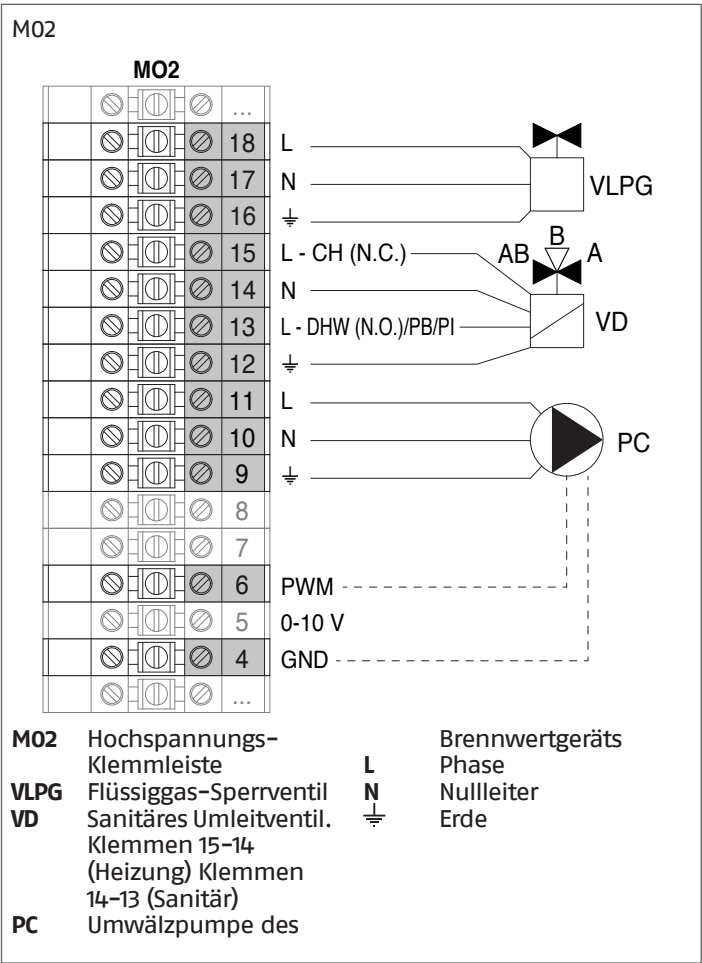 M02
MO2
...
18 L
17 N VLPG
16 ⏚
B
15 L - CH (N.C.) AB A
14 N
13 L - DHW (N.O.)/PB/PI VD
12 ⏚
11 L
10 N PC
9 ⏚
8
7
6 PWM
5 0-10 V
4 GND
...
M02 Hochspannungs-
Klemmleiste
VLPG Flüssiggas-Sperrventil
VD Sanitäres Umleitventil.
Klemmen 15-14
(Heizung) Klemmen
14-13 (Sanitär)
PC Umwälzpumpe des
Brennwertgeräts
L Phase
N Nullleiter
⏚ Erde